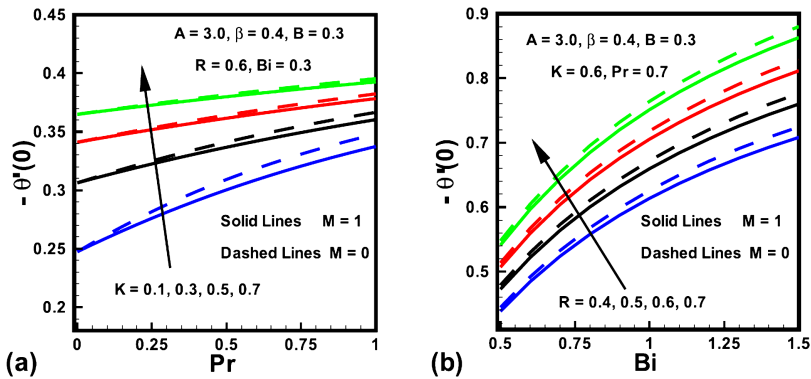 A = 3.0, β = 0.4, B = 0.3
R = 0.6, Bi = 0.3
Solid Lines M = 1
Dashed Lines M = 0
K = 0.1, 0.3, 0.5, 0.7
- θ'(0)
0.45
0.4
0.35
0.3
0.25
0.2
0.18
0 0.25 0.5 0.75 1
(a) Pr
A = 3.0, β = 0.4, B = 0.3
K = 0.6, Pr = 0.7
Solid Lines M = 1
Dashed Lines M = 0
R = 0.4, 0.5, 0.6, 0.7
- θ'(0)
0.9
0.8
0.7
0.6
0.5
0.4
0.5 0.75 1 1.25 1.5
(b) Bi